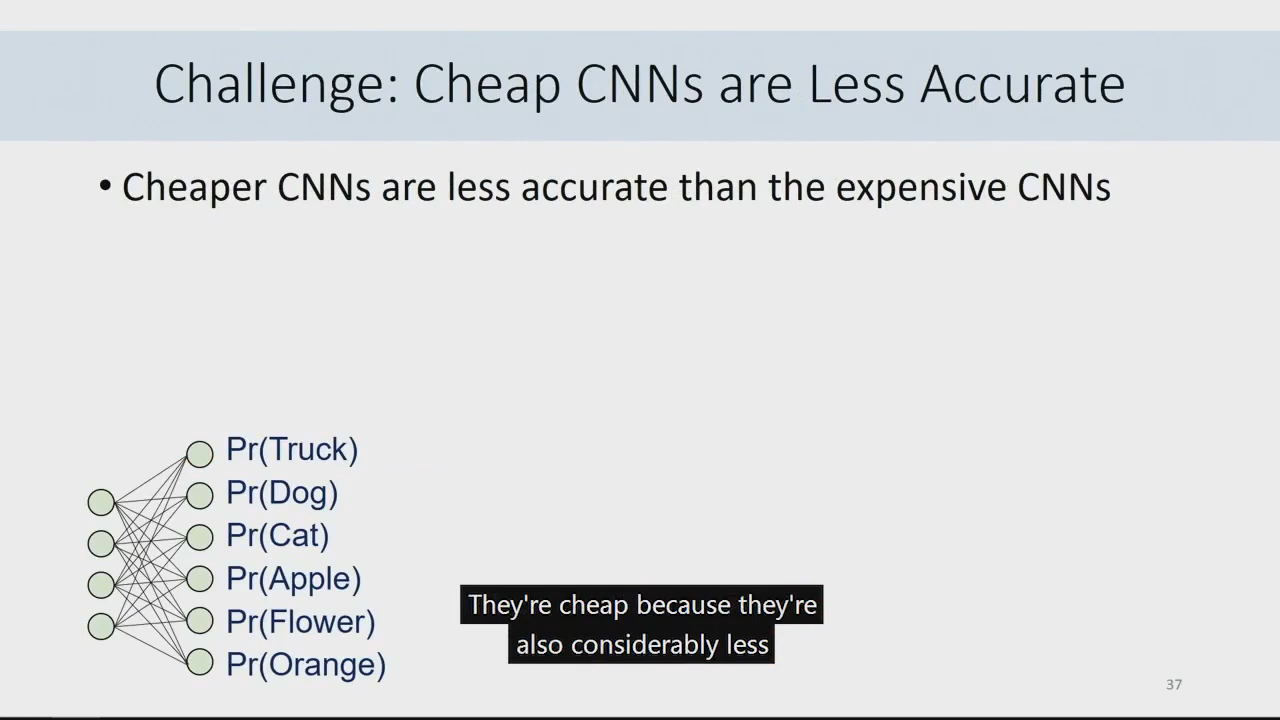 Challenge: Cheap CNNs are Less Accurate
• Cheaper CNNs are less accurate than the expensive CNNs
Pr(Truck)
Pr(Dog)
Pr(Cat)
Pr(Apple)
Pr(Flower)
Pr(Orange)
They're cheap because they're
also considerably less
37